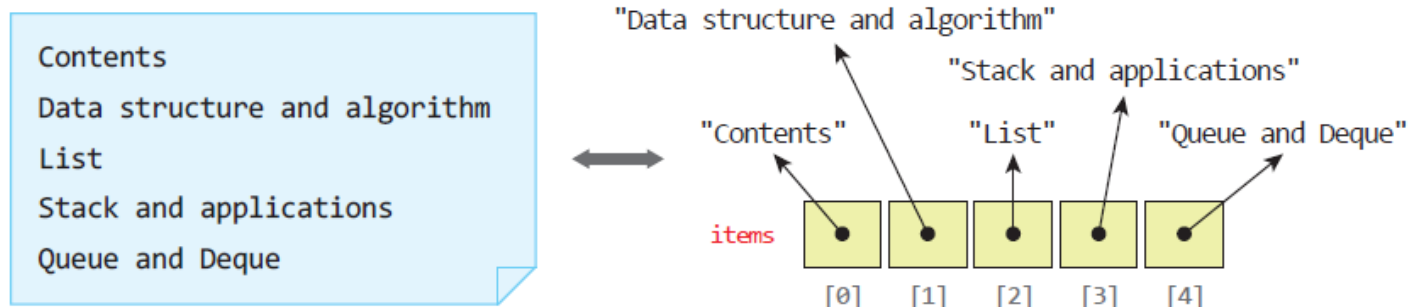 Contents
Data structure and algorithm
List
Stack and applications
Queue and Deque
"Data structure and algorithm"
"Stack and applications"
"Contents" "List" "Queue and Deque"
items
[0] [1] [2] [3] [4]